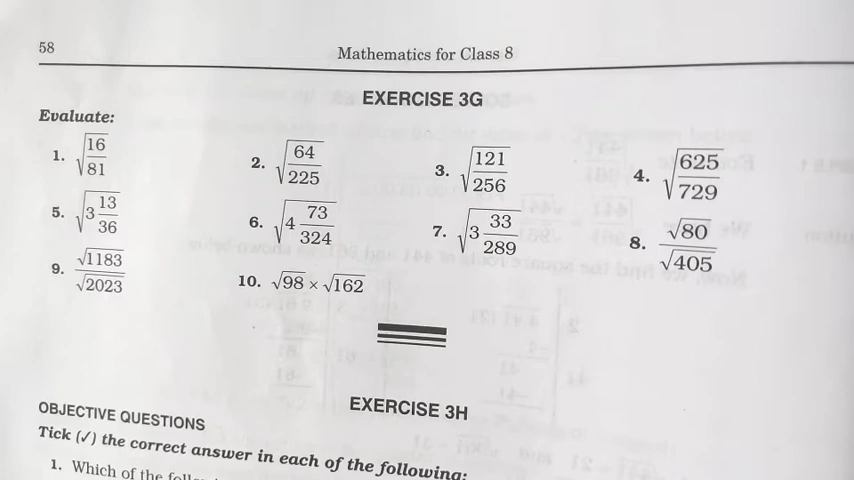 58
Mathematics for Class 8
EXERCISE 3G
Evaluate:
1. √(16/81)
2. √(64/225)
3. √(121/256)
4. √(625/729)
5. √(3 13/36)
6. √(4 73/324)
7. √(3 33/289)
8. √80/√405
9. √1183/√2023
10. √98 × √162
EXERCISE 3H
OBJECTIVE QUESTIONS
Tick (✓) the correct answer in each of the following:
1. Which of the